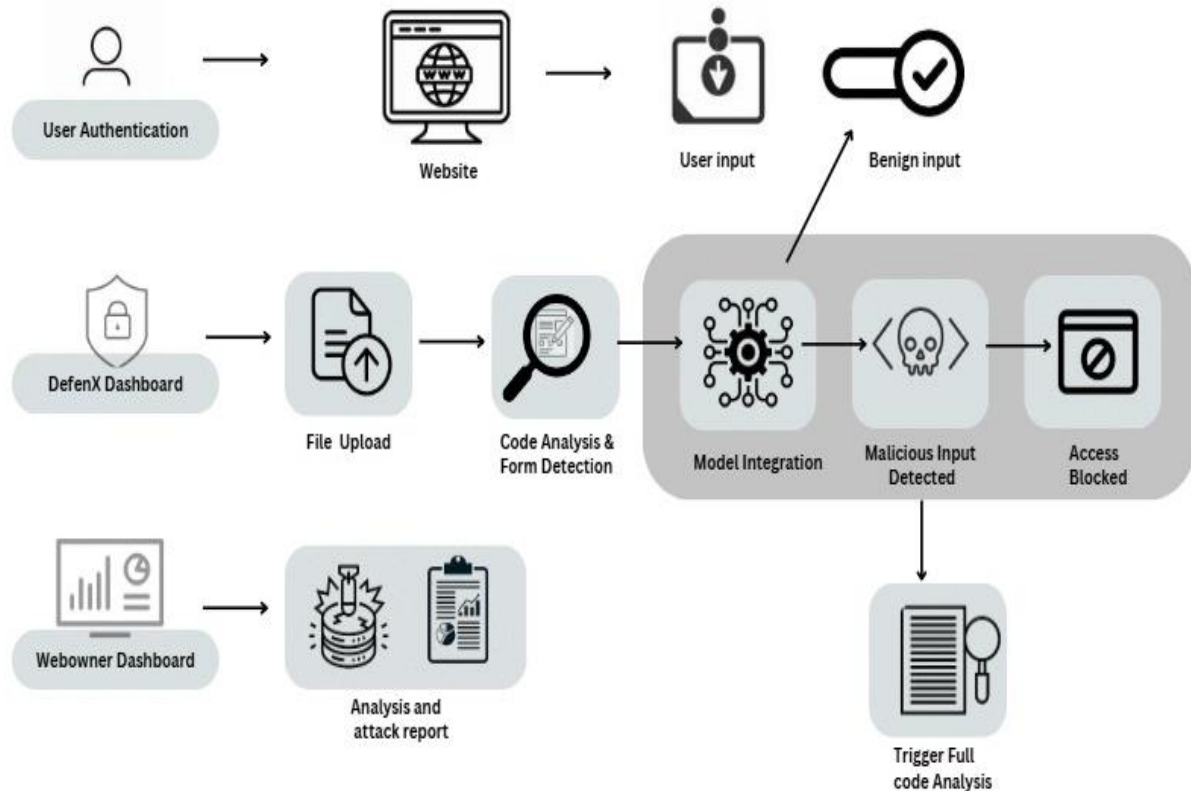 WWW
User Authentication
Website
User input
Benign input
DefenX Dashboard
File Upload
Code Analysis &
Form Detection
Model Integration
Malicious Input
Detected
Access
Blocked
Webowner Dashboard
Analysis and
attack report
Trigger Full
code Analysis